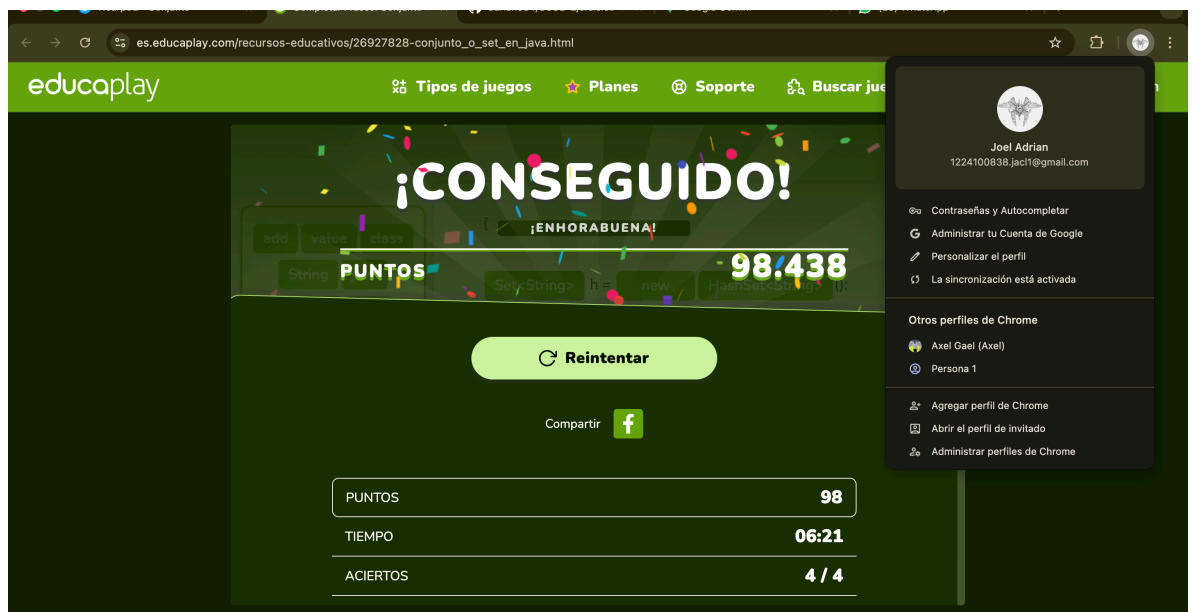 es.educaplay.com/recursos-educativos/26927828-conjunto_o_set_en_java.html
educaplay
Tipos de juegos
Planes
Soporte
Buscar jue
¡CONSEGUIDO!
¡ENHORABUENA!
add value class
String
PUNTOS 98.438
Set<String> h = new HashSet<String> ();
Reintentar
Compartir
PUNTOS 98
TIEMPO 06:21
ACIERTOS 4 / 4
Joel Adrian
1224100838.jacl1@gmail.com
Contraseñas y Autocompletar
Administrar tu Cuenta de Google
Personalizar el perfil
La sincronización está activada
Otros perfiles de Chrome
Axel Gael (Axel)
Persona 1
Agregar perfil de Chrome
Abrir el perfil de invitado
Administrar perfiles de Chrome